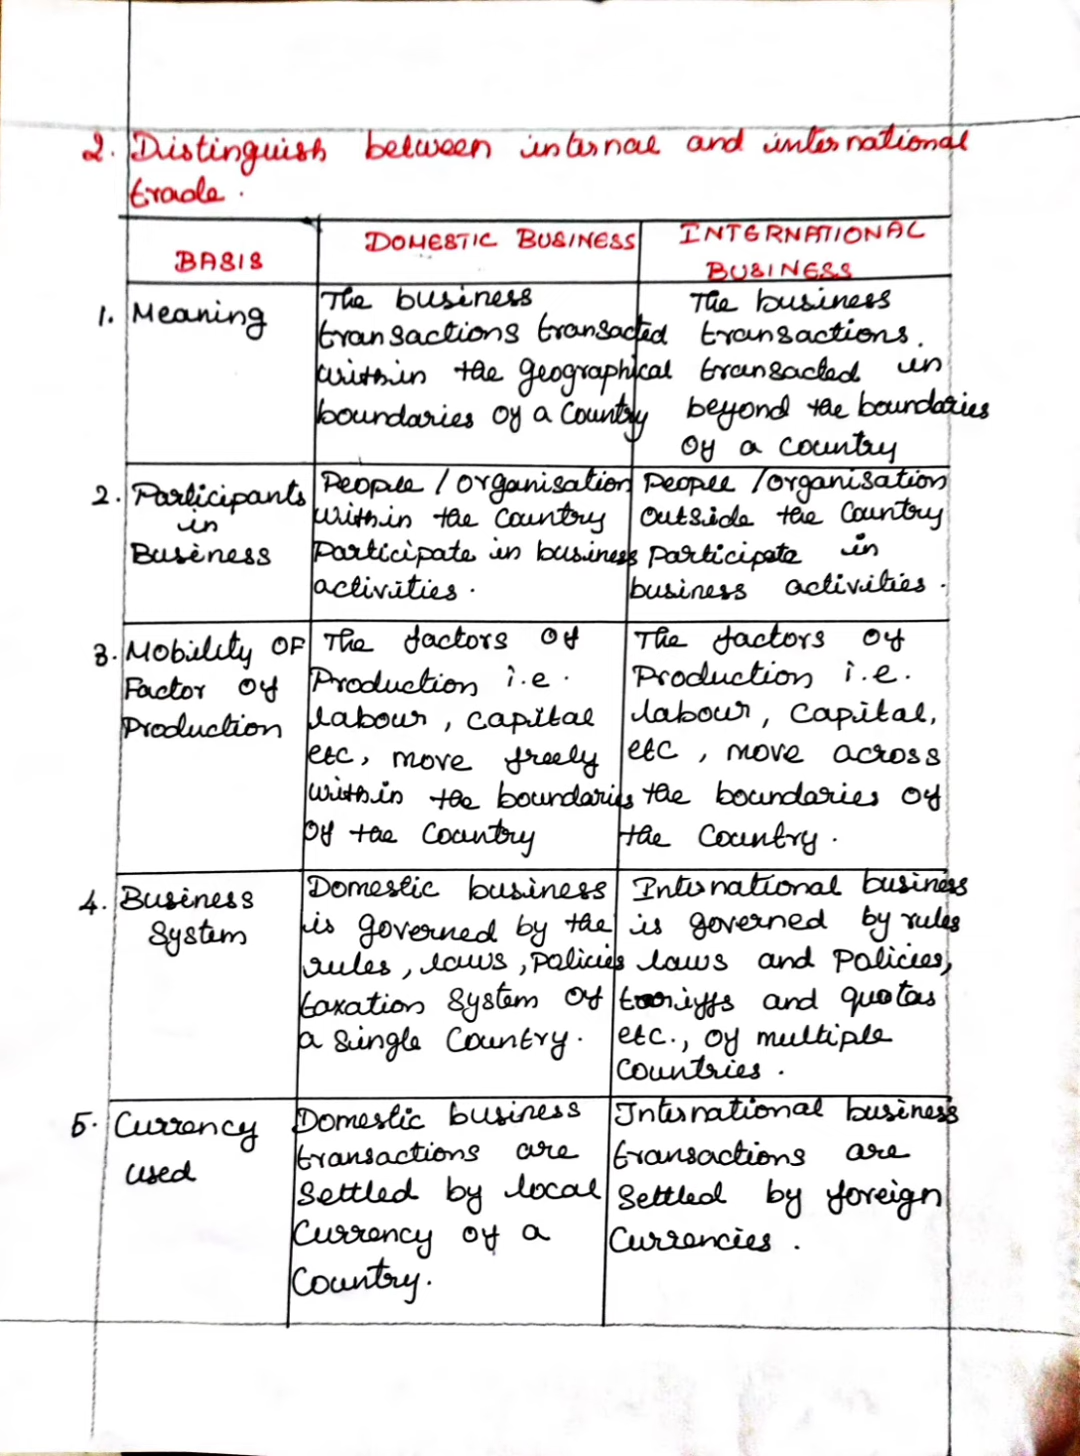 2. Distinguish between internal and international
trade.
BASIS
DOMESTIC BUSINESS
INTERNATIONAL
BUSINESS
1. Meaning
The business
transactions transacted
within the geographical
boundaries of a Country
The business
transactions.
transacted in
beyond the boundaries
of a country
2. Participants
in
Business
People / organisation
within the country
Participate in business
activities.
People / organisation
outside the country
participate in
business activities.
3. Mobility OF
Factor of
Production
The factors of
Production i.e.
labour, capital
etc, move freely
within the boundaries
of the Country
The factors of
Production i.e.
labour, Capital,
etc, move across
the boundaries of
the Country.
4. Business
System
Domestic business
is governed by the
rules, laws, policies
taxation System of
a Single Country.
International business
is governed by rules
laws and Policies,
tariffs and quotas
etc., of multiple
Countries.
5. Currency
used
Domestic business
transactions are
Settled by local
Currency of a
Country.
International business
transactions are
Settled by foreign
Currencies.